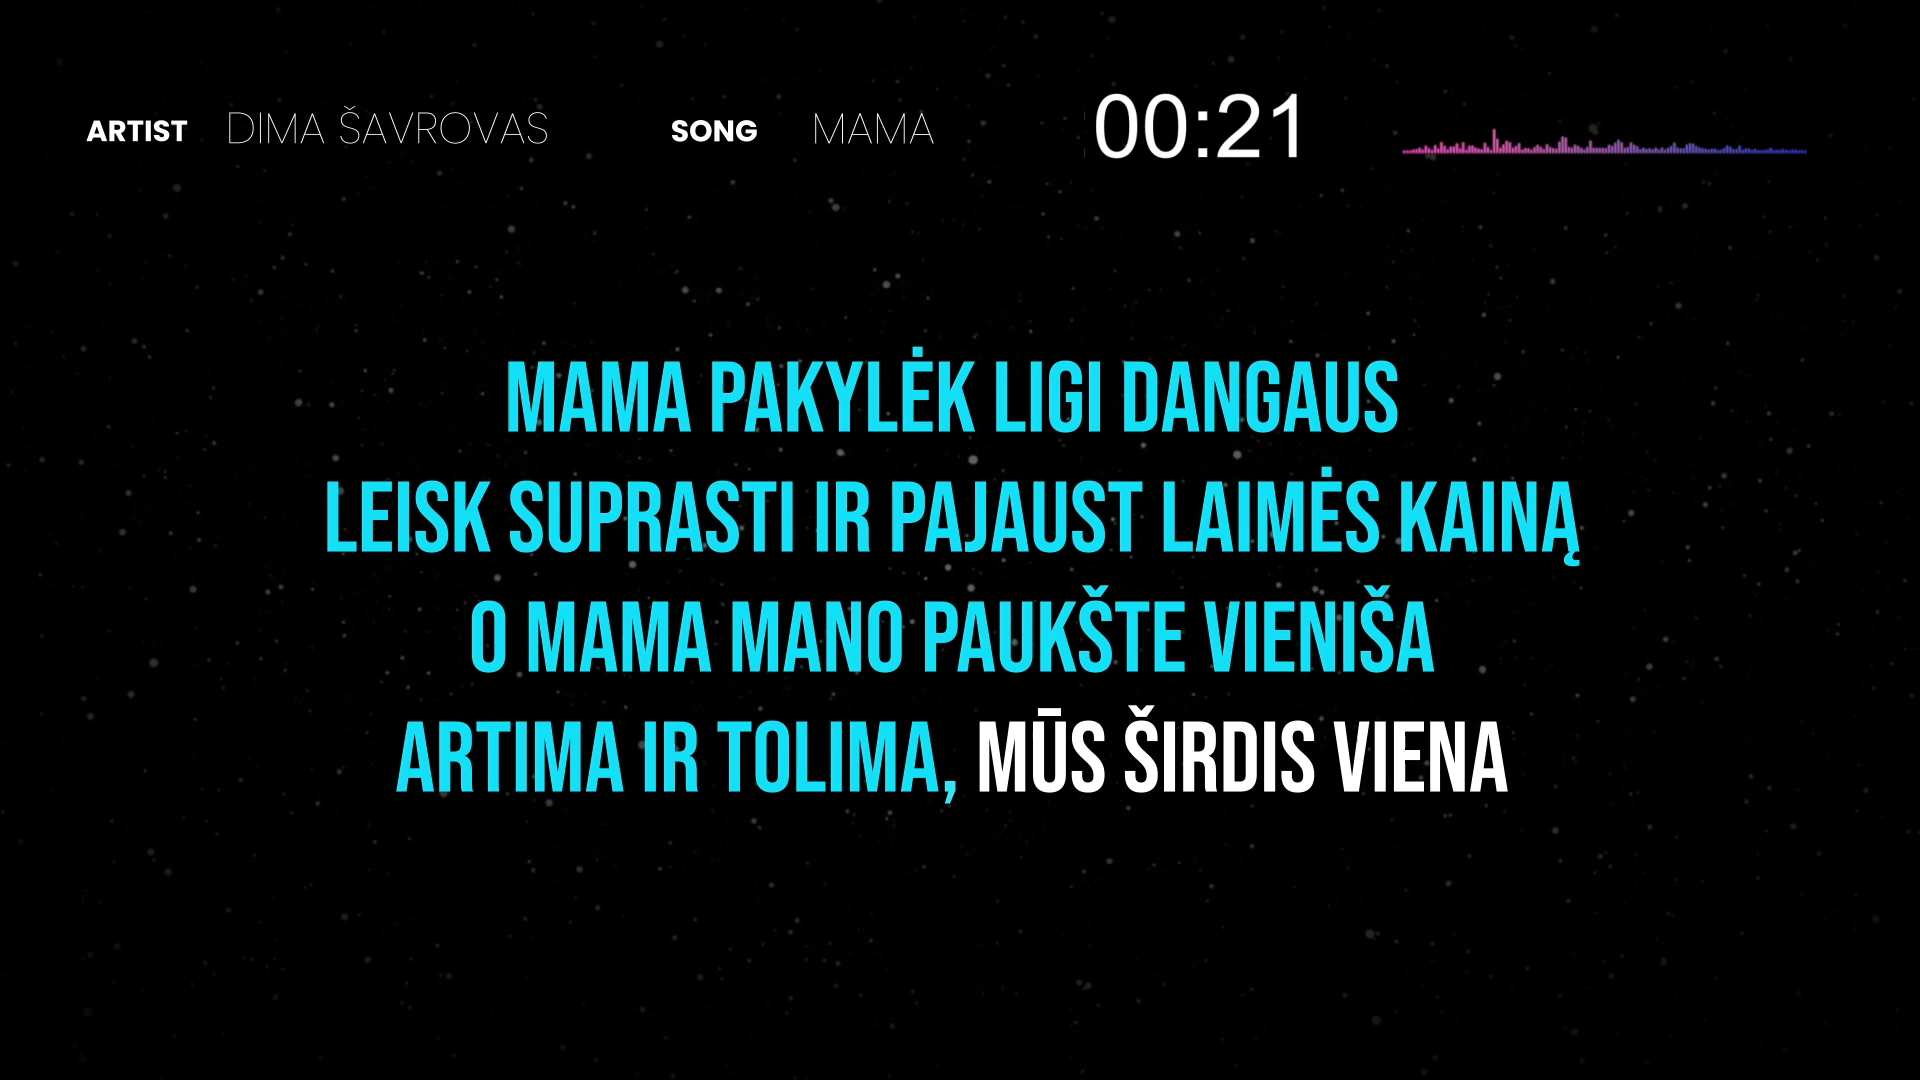 ARTIST DIMA ŠAVROVAS SONG MAMA 00:21
MAMA PAKYLĖK LIGI DANGAUS
LEISK SUPRASTI IR PAJAUST LAIMĖS KAINĄ
O MAMA MANO PAUKŠTE VIENIŠA
ARTIMA IR TOLIMA, MŪS ŠIRDIS VIENA